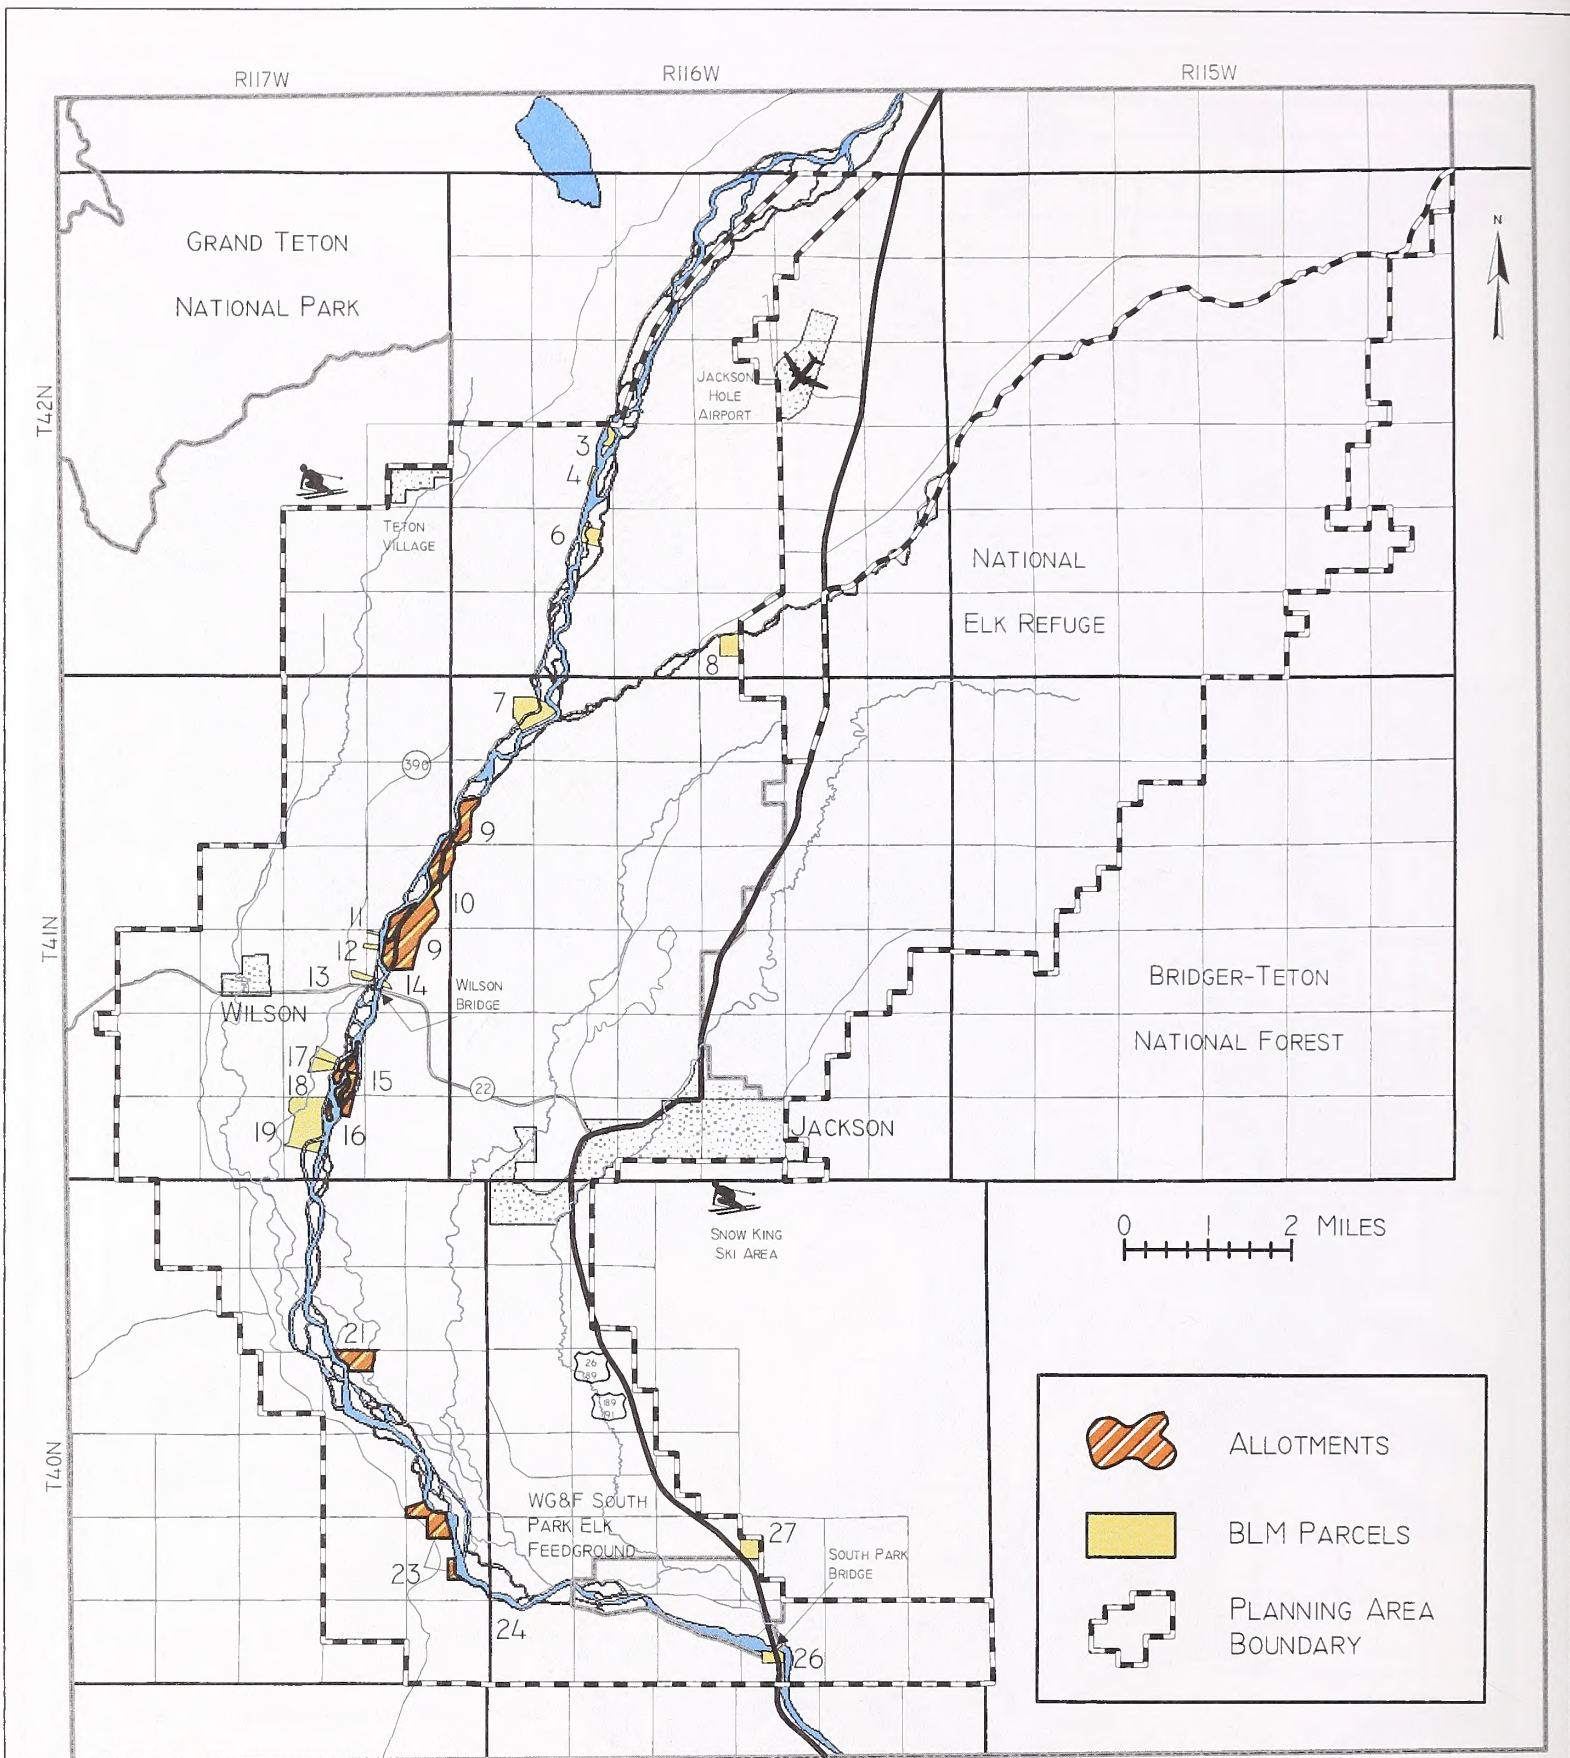 R117W
R116W
R115W
GRAND TETON
NATIONAL PARK
N
T42N
JACKSON
HOLE
AIRPORT
3
4
TETON
VILLAGE
6
NATIONAL
ELK REFUGE
8
7
390
9
10
11
12
9
T41N
13
14
WILSON
BRIDGE
WILSON
BRIDGER-TETON
NATIONAL FOREST
17
18
15
22
19
16
JACKSON
SNOW KING
SKI AREA
0 1 2 MILES
21
26
189
189
191
T40N
ALLOTMENTS
WG&F SOUTH
PARK ELK
FEEDGROUND
27
BLM PARCELS
SOUTH PARK
BRIDGE
23
24
PLANNING AREA
BOUNDARY
26